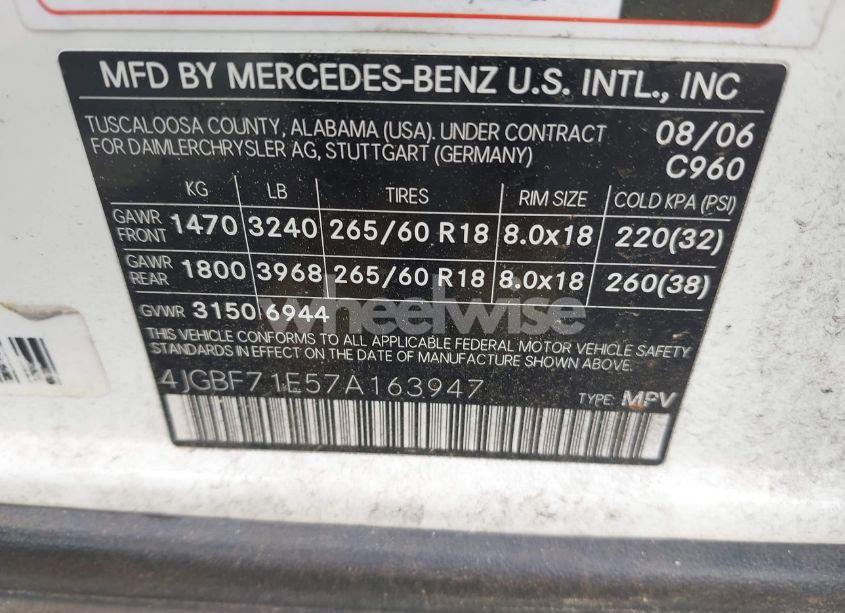 MFD BY MERCEDES-BENZ U.S. INTL., INC
TUSCALOOSA COUNTY, ALABAMA (USA). UNDER CONTRACT
FOR DAIMLERCHRYSLER AG, STUTTGART (GERMANY)
08/06
C960
KG LB TIRES RIM SIZE COLD KPA (PSI)
GAWR FRONT 1470 3240 265/60 R18 8.0x18 220(32)
GAWR REAR 1800 3968 265/60 R18 8.0x18 260(38)
GVWR 3150 6944
wheelwise
THIS VEHICLE CONFORMS TO ALL APPLICABLE FEDERAL MOTOR VEHICLE SAFETY
STANDARDS IN EFFECT ON THE DATE OF MANUFACTURE SHOWN ABOVE.
4JGBF71E57A163947
TYPE: MPV